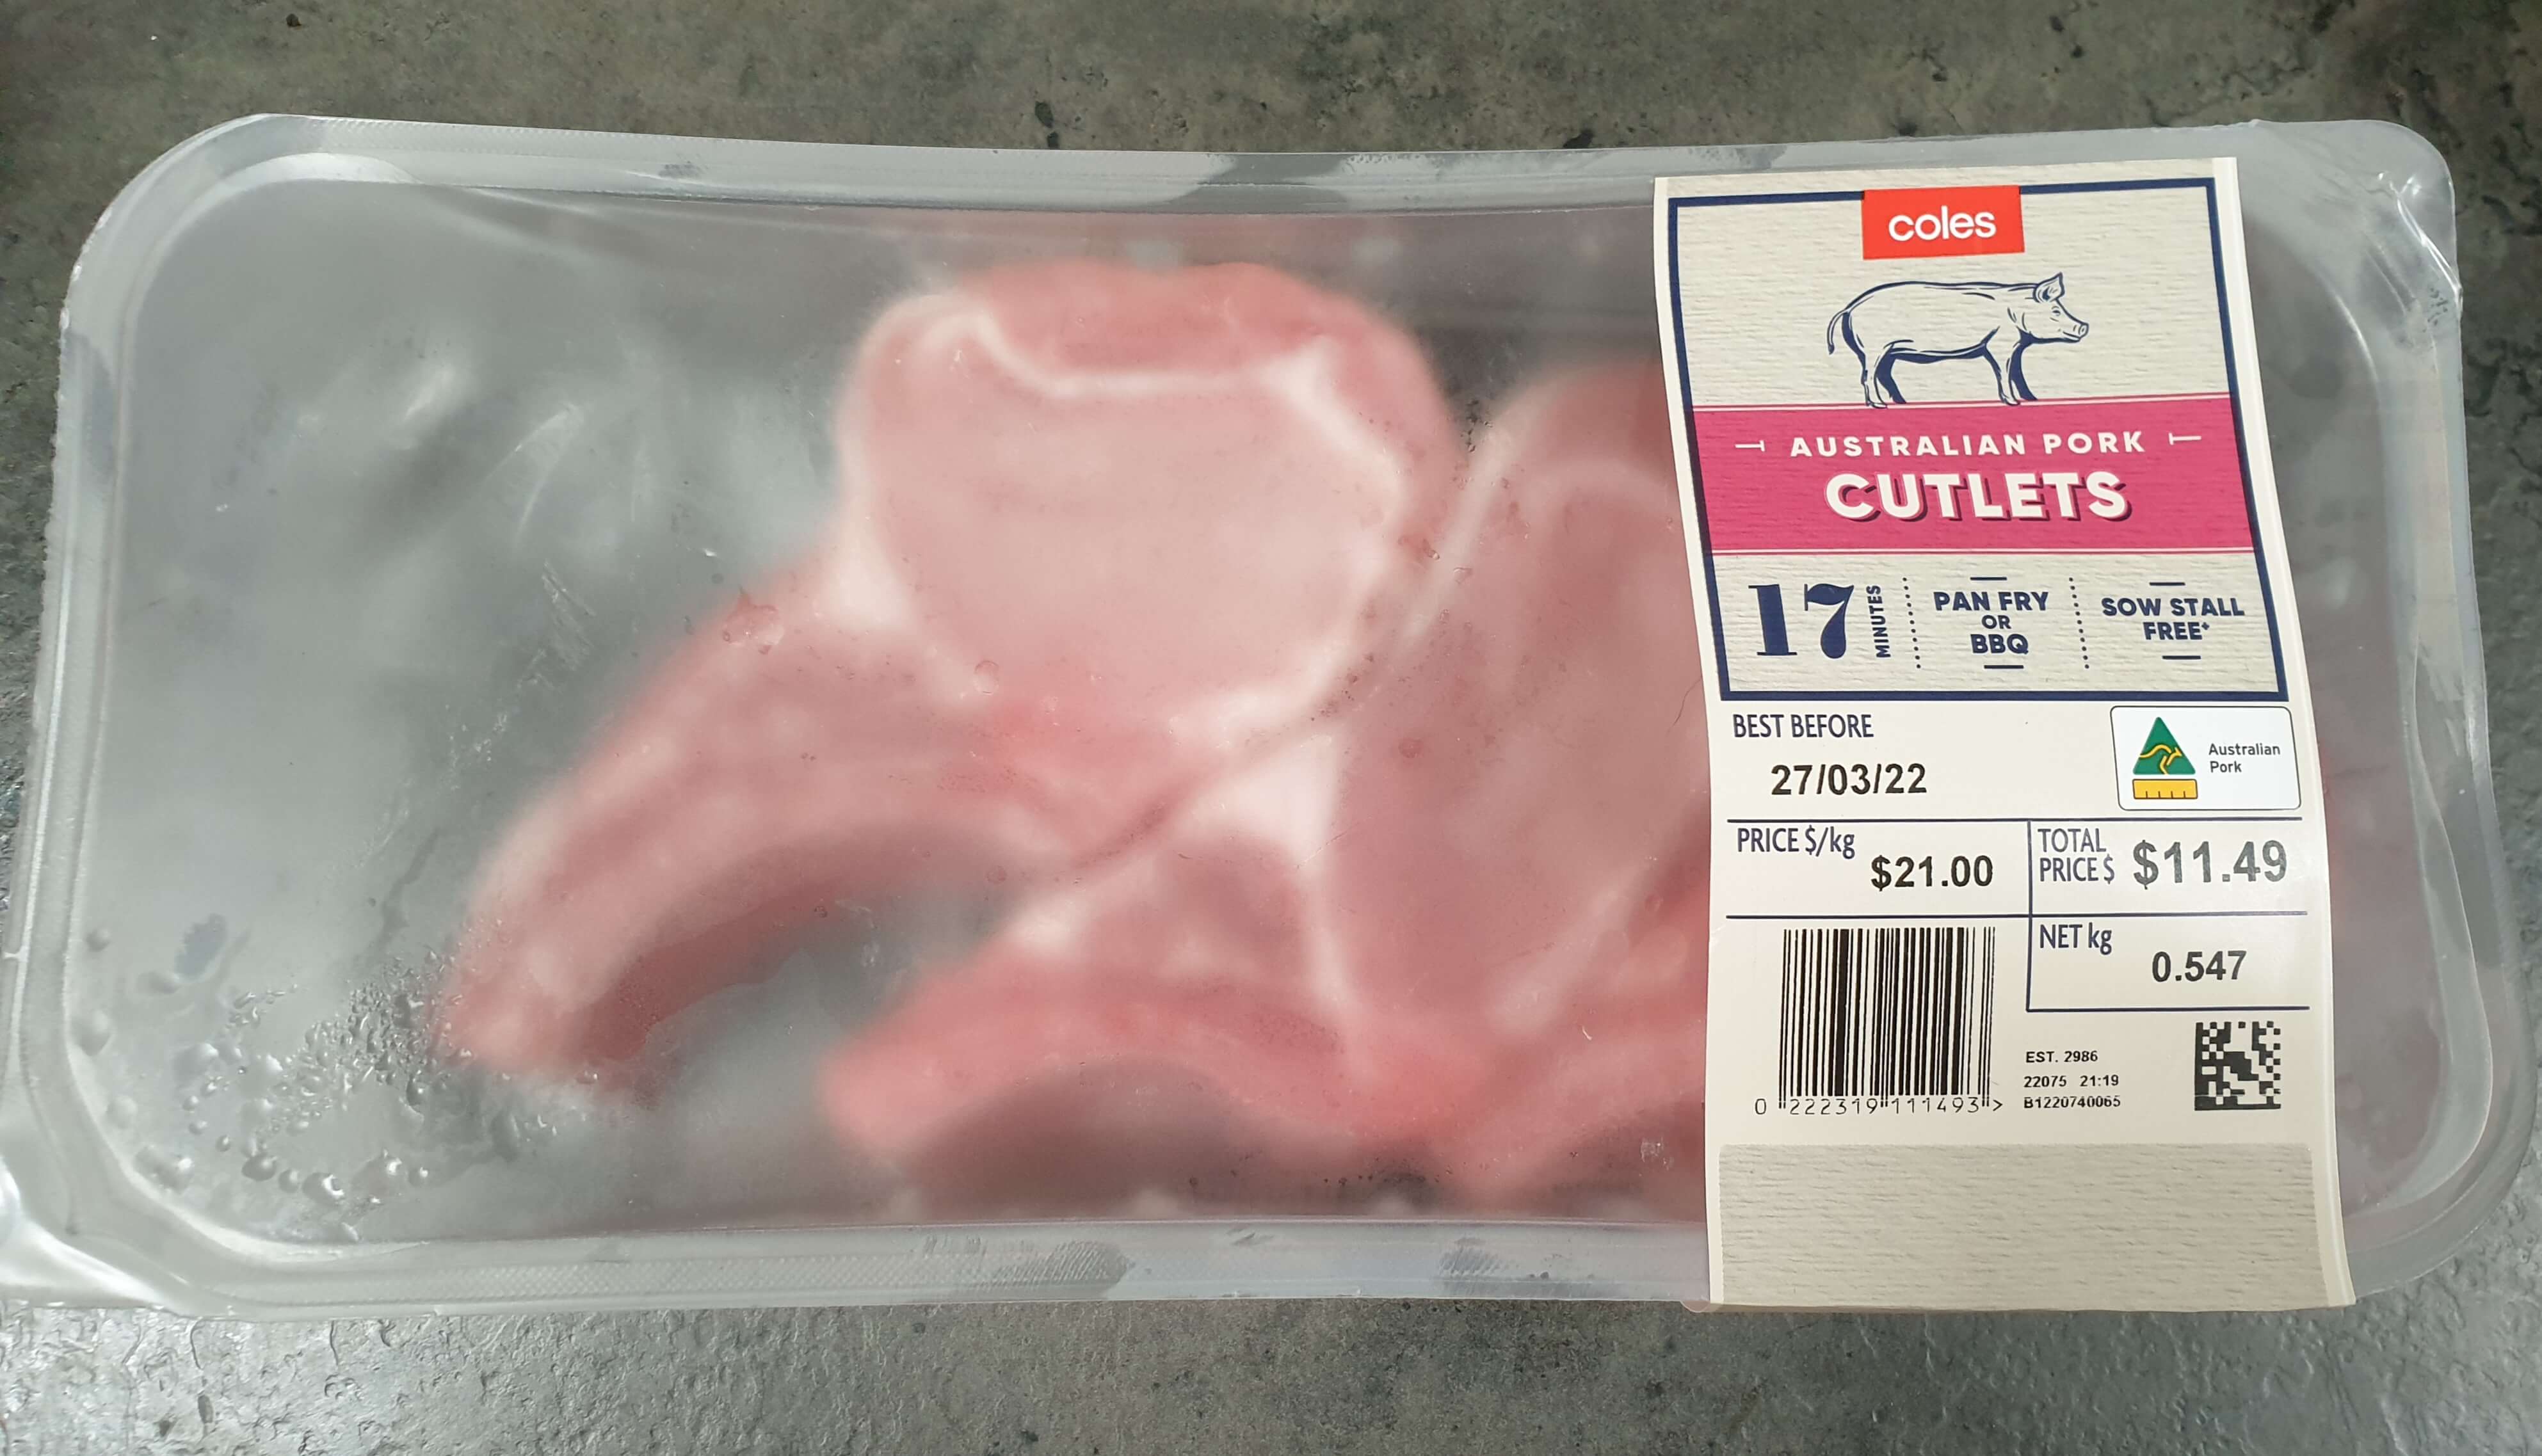 coles
AUSTRALIAN PORK
CUTLETS
17 MINUTES
PAN FRY
OR
BBQ
SOW STALL
FREE+
BEST BEFORE
27/03/22
Australian
Pork
PRICE $/kg
$21.00
TOTAL
PRICE $
$11.49
NET kg
0.547
0 222319 111493 >
EST. 2986
22075 21:19
B1220740065